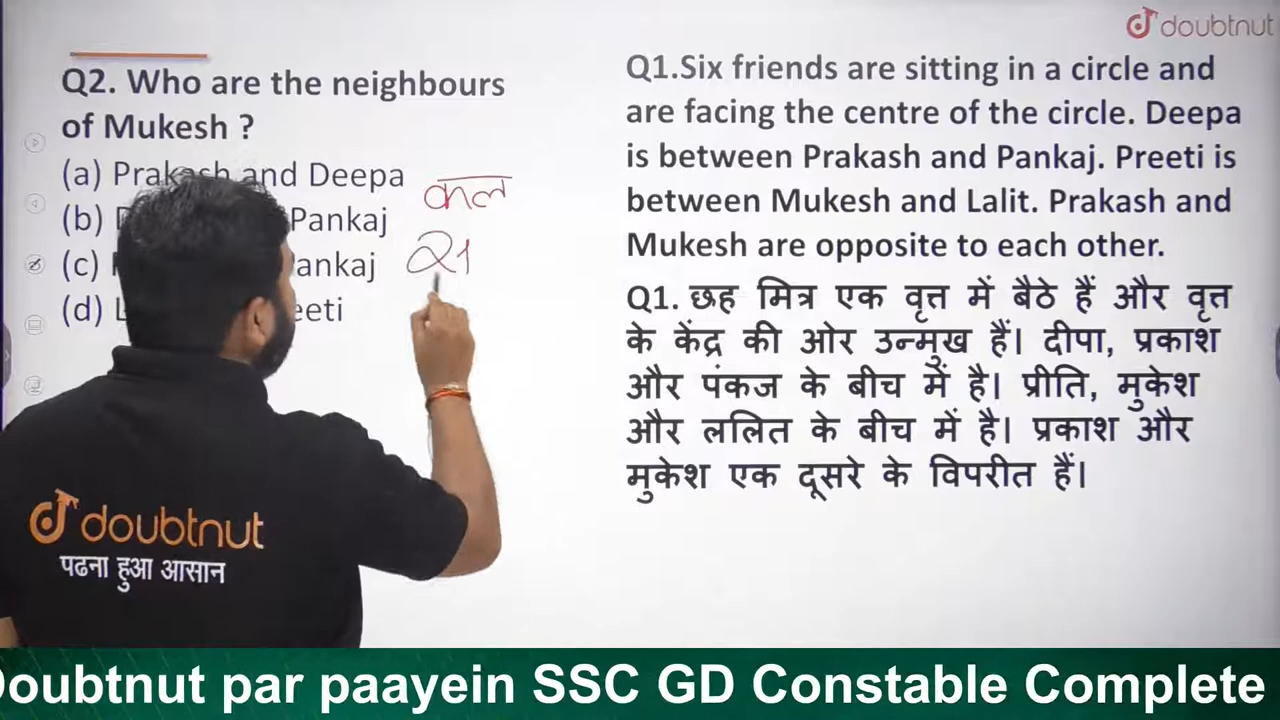 doubtnut
Q2. Who are the neighbours
of Mukesh ?
(a) Prakash and Deepa
(b) Pankaj
(c)
(d)
कल
Q1
Q1.Six friends are sitting in a circle and
are facing the centre of the circle. Deepa
is between Prakash and Pankaj. Preeti is
between Mukesh and Lalit. Prakash and
Mukesh are opposite to each other.
Q1. छह मित्र एक वृत्त में बैठे हैं और वृत्त
के केंद्र की ओर उन्मुख हैं। दीपा, प्रकाश
और पंकज के बीच में है। प्रीति, मुकेश
और ललित के बीच में है। प्रकाश और
मुकेश एक दूसरे के विपरीत हैं।
doubtnut
पढना हुआ आसान
Doubtnut par paayein SSC GD Constable Complete